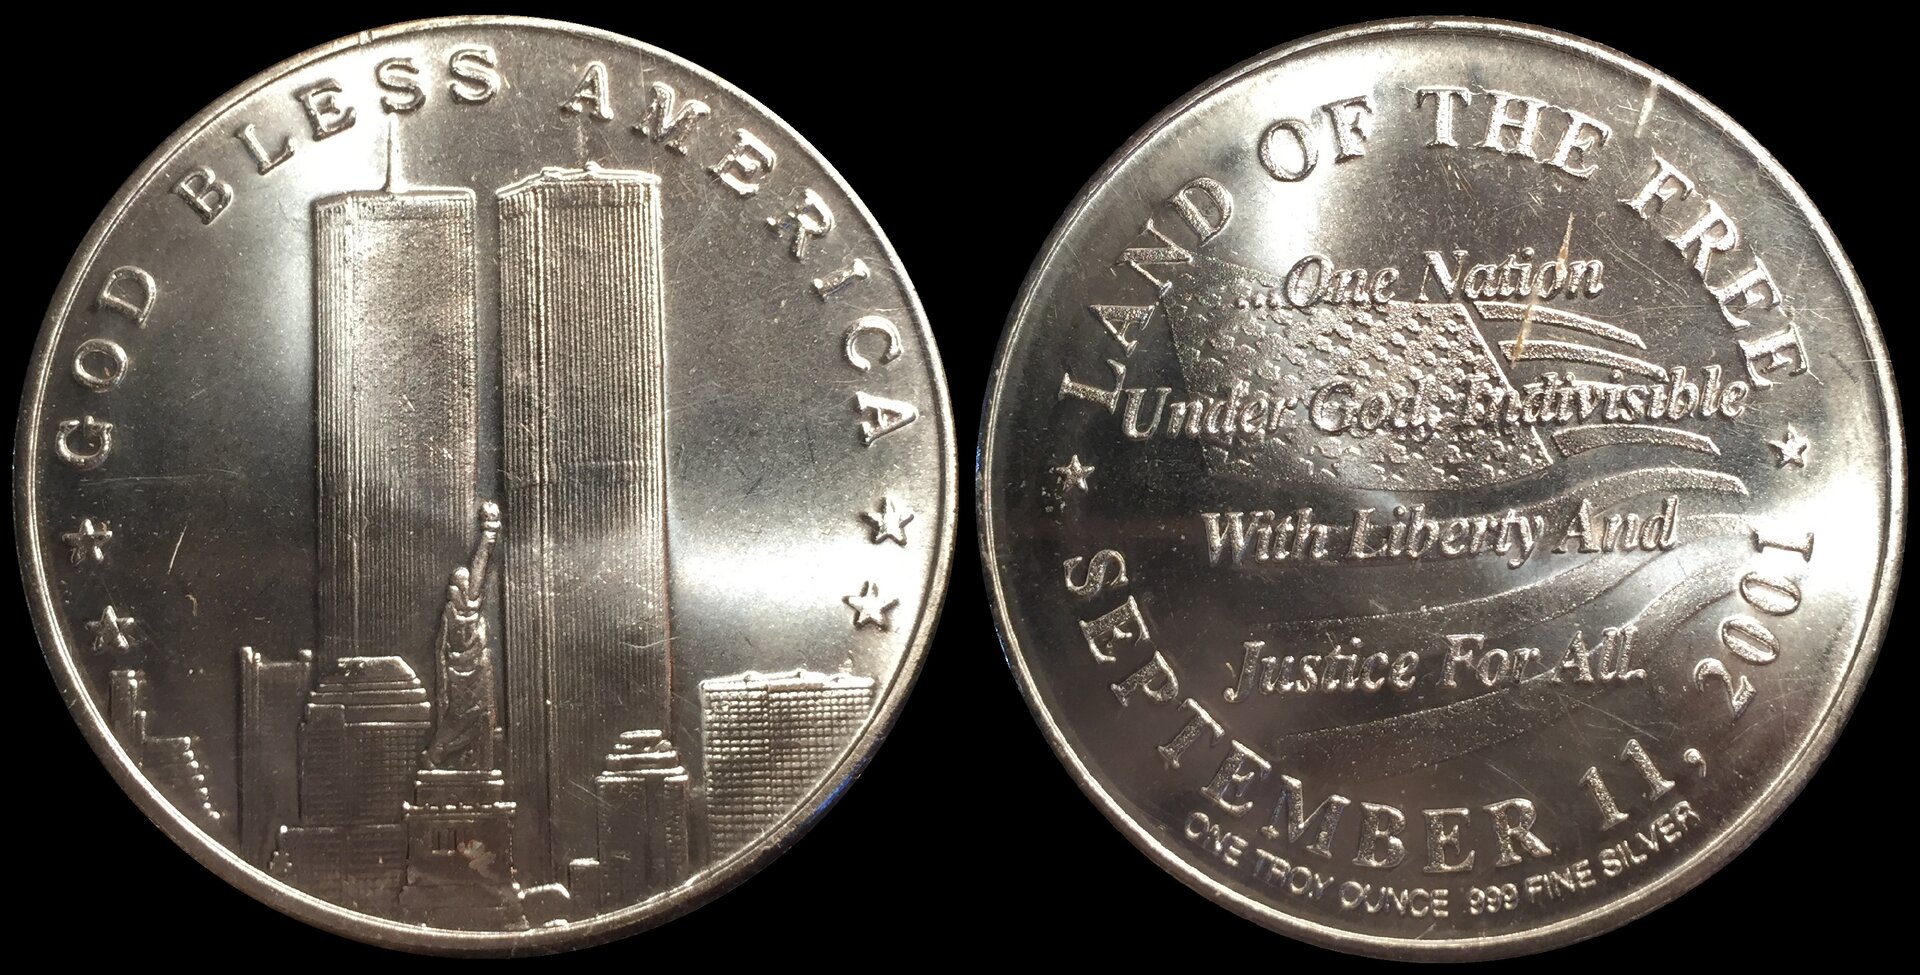 GOD BLESS AMERICA
LAND OF THE FREE
...One Nation
Under God, Indivisible
With Liberty And
Justice For All.
SEPTEMBER 11, 2001
ONE TROY OUNCE .999 FINE SILVER